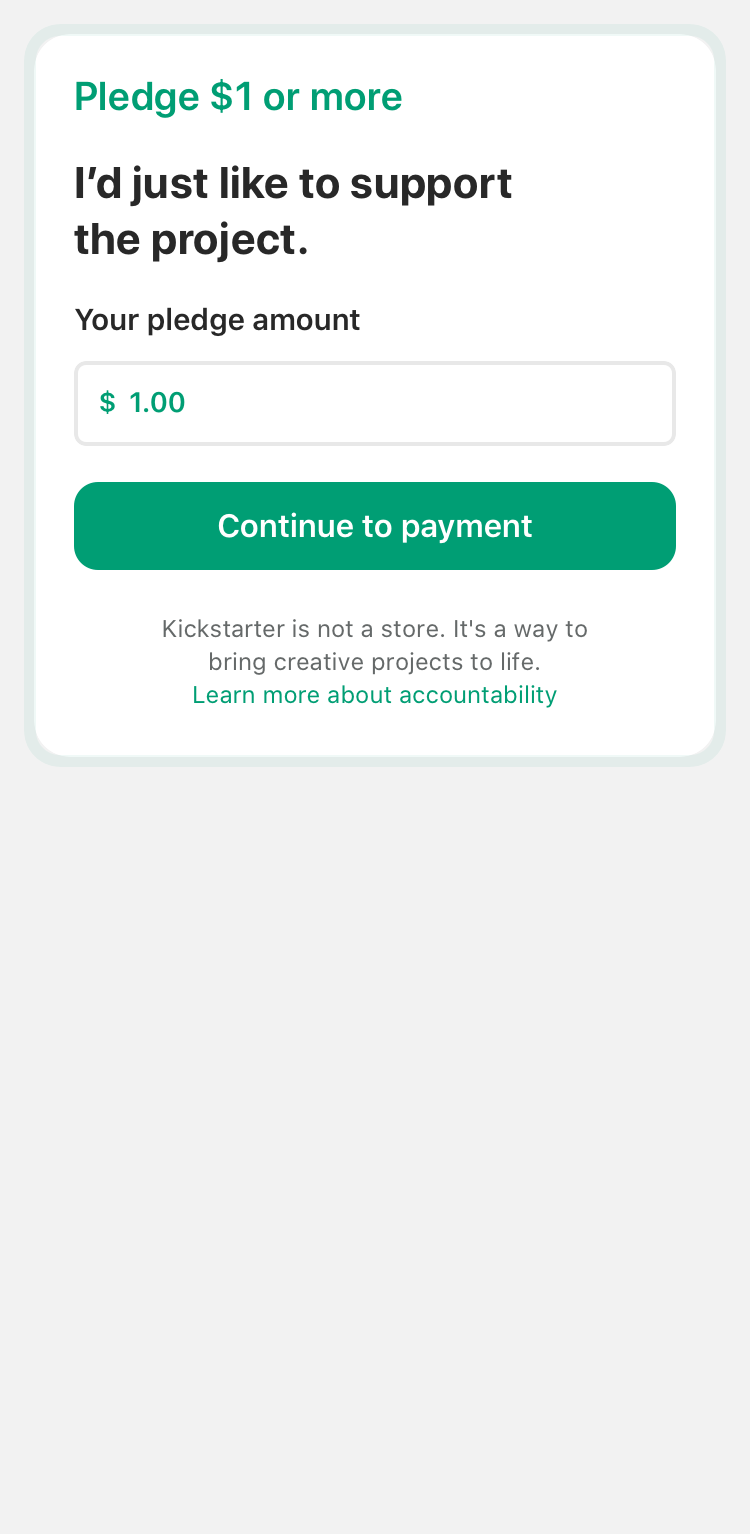 Pledge $1 or more
I’d just like to support
the project.
Your pledge amount
$ 1.00
Continue to payment
Kickstarter is not a store. It's a way to
bring creative projects to life.
Learn more about accountability